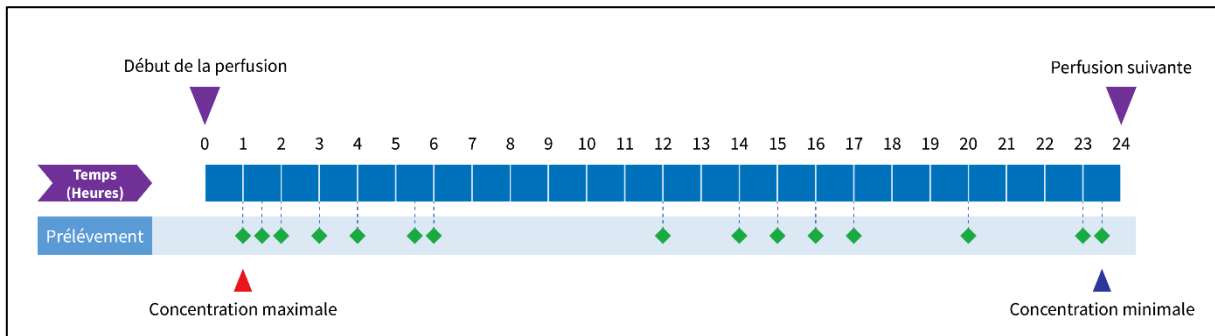 Début de la perfusion
Perfusion suivante
0 1 2 3 4 5 6 7 8 9 10 11 12 13 14 15 16 17 18 19 20 21 22 23 24
Temps
(Heures)
Prélévement
Concentration maximale
Concentration minimale